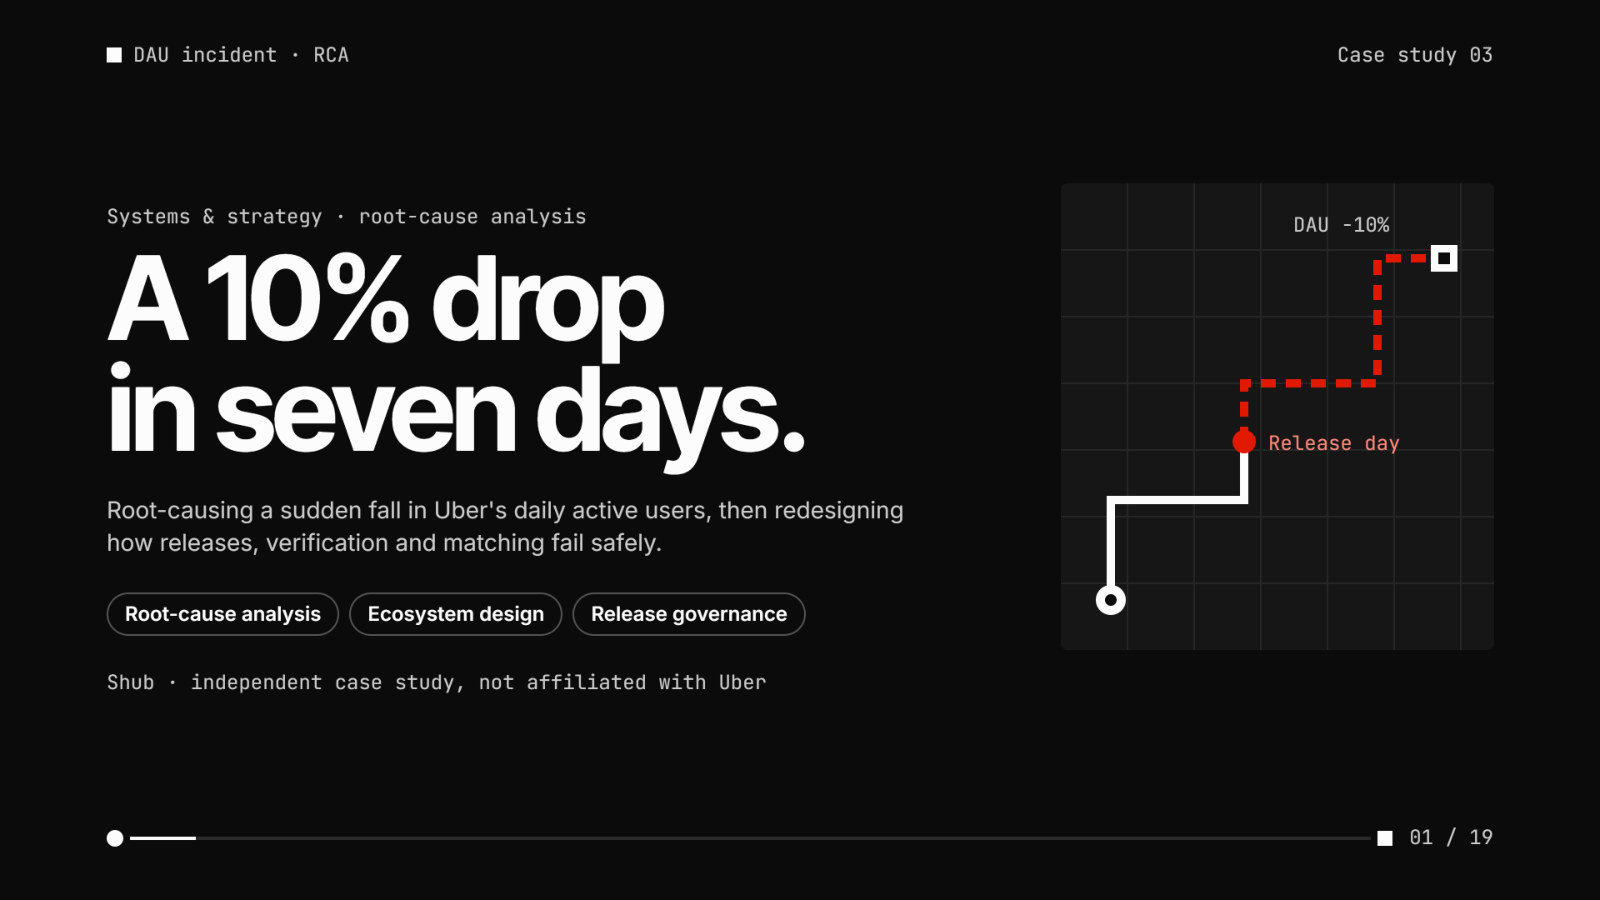 DAU incident · RCA
Case study 03
Systems & strategy · root-cause analysis
A 10% drop
in seven days.
Root-causing a sudden fall in Uber's daily active users, then redesigning
how releases, verification and matching fail safely.
Root-cause analysis
Ecosystem design
Release governance
Shub · independent case study, not affiliated with Uber
DAU -10%
Release day
01 / 19